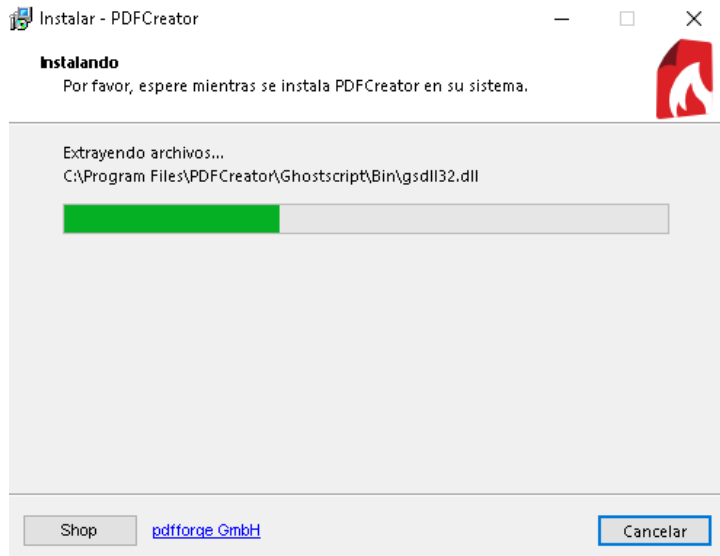 Instalar - PDFCreator
Instalando
Por favor, espere mientras se instala PDFCreator en su sistema.
Extrayendo archivos...
C:\Program Files\PDFCreator\Ghostscript\Bin\gsdll32.dll
Shop pdfforge GmbH Cancelar